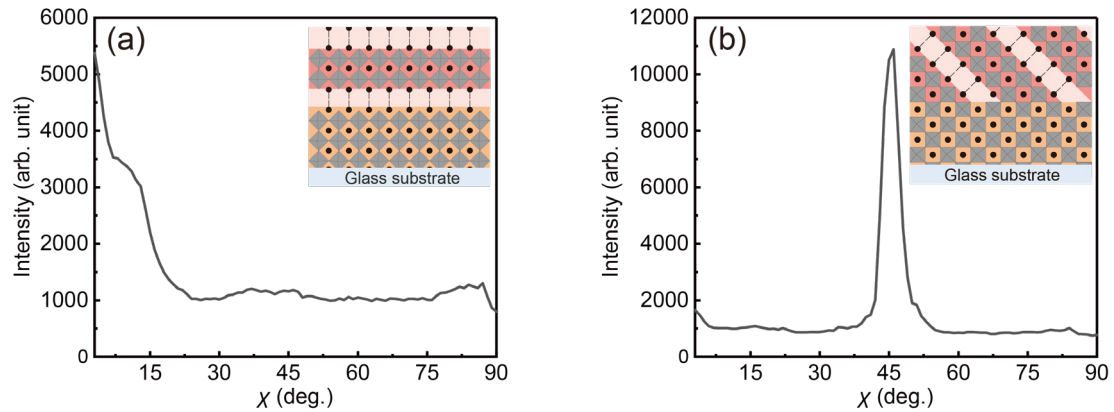 (a)
6000
5000
4000
3000
2000
1000
0
Intensity (arb. unit)
15 30 45 60 75 90
χ (deg.)
Glass substrate
(b)
12000
10000
8000
6000
4000
2000
0
Intensity (arb. unit)
15 30 45 60 75 90
χ (deg.)
Glass substrate